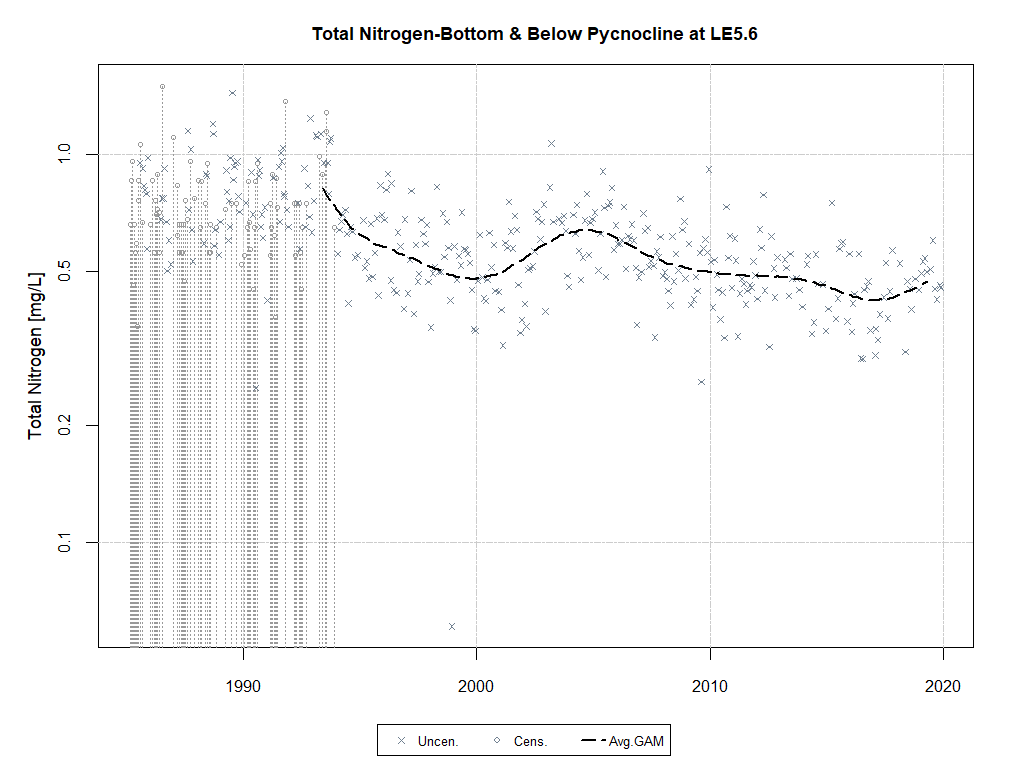 Total Nitrogen-Bottom & Below Pycnocline at LE5.6
Total Nitrogen [mg/L]
1.0
0.5
0.2
0.1
1990 2000 2010 2020
Uncen. Cens. Avg.GAM